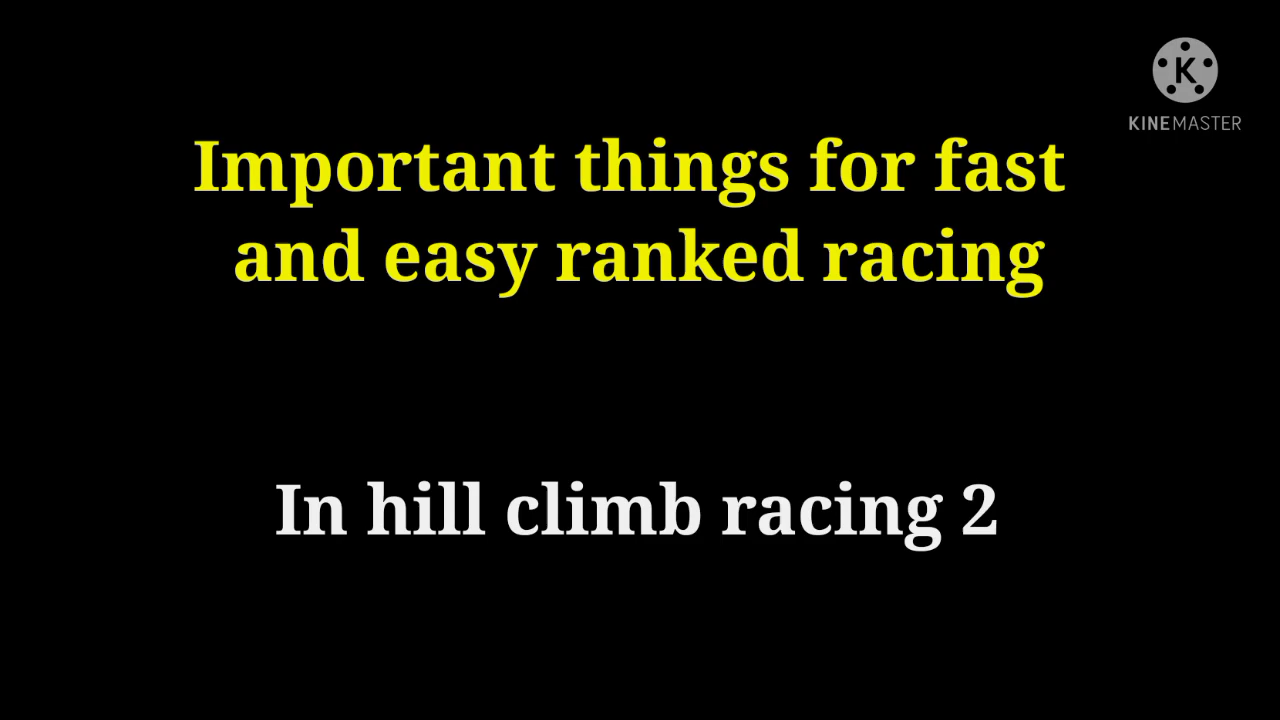 K
KINEMASTER
Important things for fast
and easy ranked racing
In hill climb racing 2